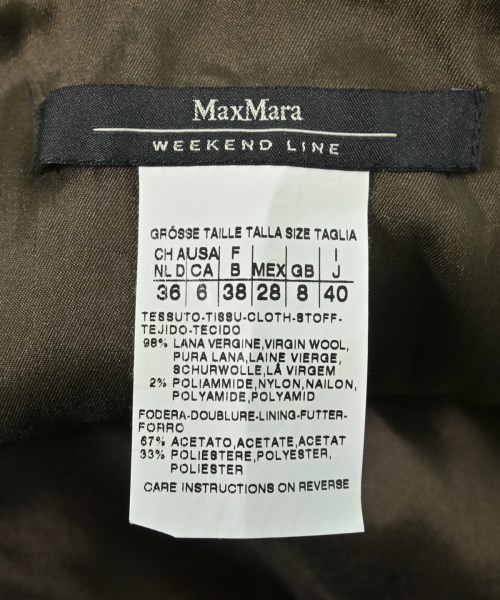 MaxMara
WEEKEND LINE
GRÓSSE TAILLE TALLA SIZE TAGLIA
CH AUSA F I
NL D CA B MEX GB J
36 6 38 28 8 40
TESSUTO-TISSU-CLOTH-STOFF-
TEJIDO-TECIDO
98% LANA VERGINE,VIRGIN WOOL,
PURA LANA,LAINE VIERGE,
SCHURWOLLE,LÂ VIRGEM
2% POLIAMMIDE,NYLON,NAILON,
POLYAMIDE,POLYAMID
FODERA-DOUBLURE-LINING-FUTTER-
FORRO
67% ACETATO,ACETATE,ACETAT
33% POLIESTERE,POLYESTER,
POLIESTER
CARE INSTRUCTIONS ON REVERSE